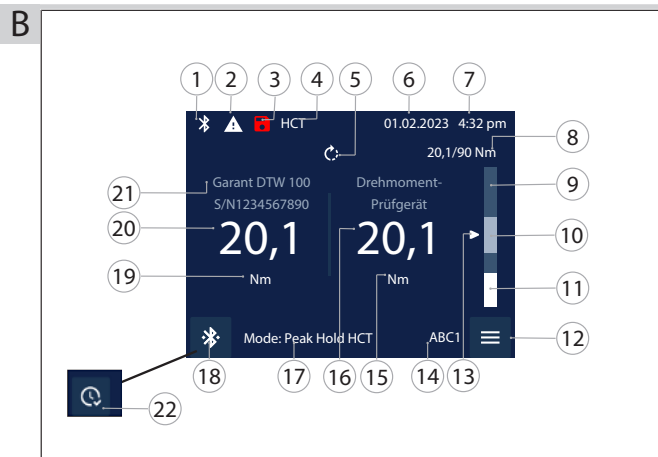 B
1 2 3 4 5 6 7
HCT 01.02.2023 4:32 pm
8
20,1/90 Nm
9
21 Garant DTW 100 Drehmoment-
S/N1234567890 Prüfgerät
20 20,1 20,1 10
19 Nm Nm 11
Mode: Peak Hold HCT ABC1 12
18 17 16 15 14 13
22